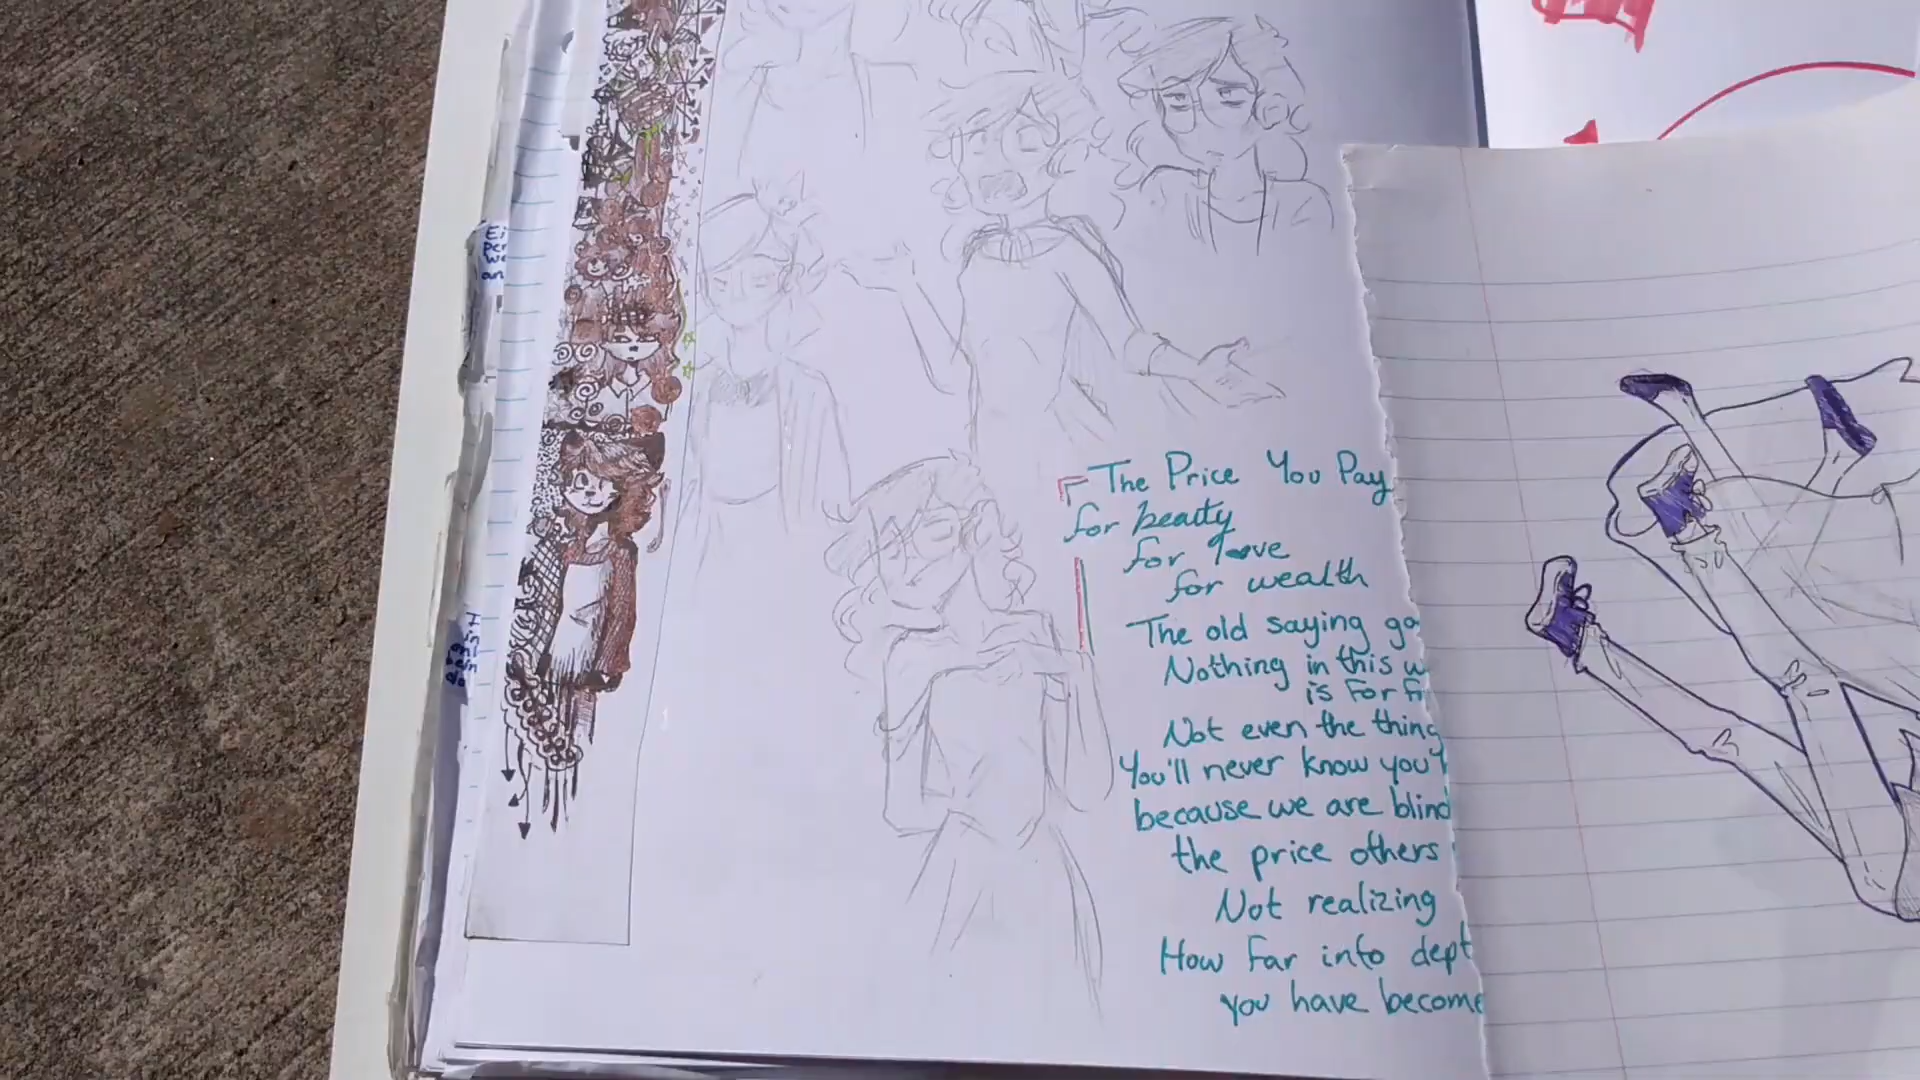 The Price You Pay
for beauty
for love
for wealth
The old saying go
Nothing in this w
is For Fr
Not even the thing
You'll never know you'
because we are blind
the price others
Not realizing
How far into dept
you have become